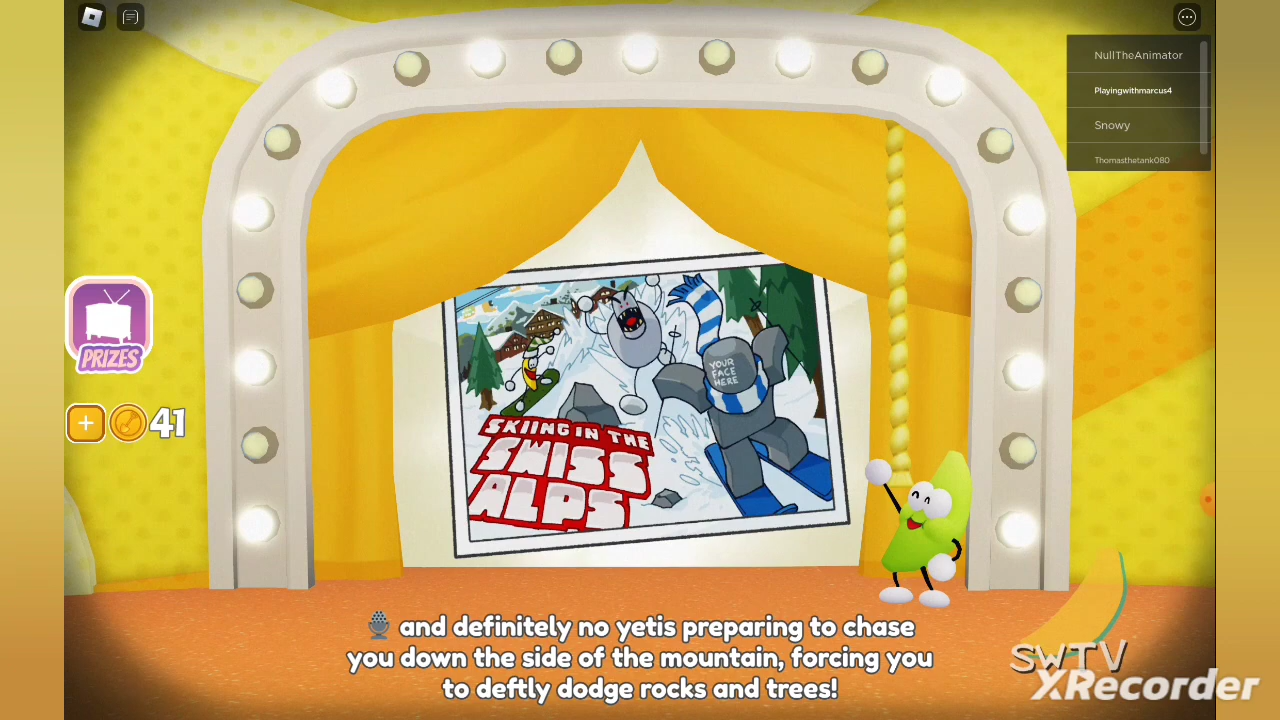 NullTheAnimator
Playingwithmarcus4
Snowy
Thomasthetank080
PRIZES
+ 41
YOUR
FACE
HERE
SKIING IN THE
SWISS
ALPS
and definitely no yetis preparing to chase
you down the side of the mountain, forcing you
to deftly dodge rocks and trees!
SWTV
XRecorder